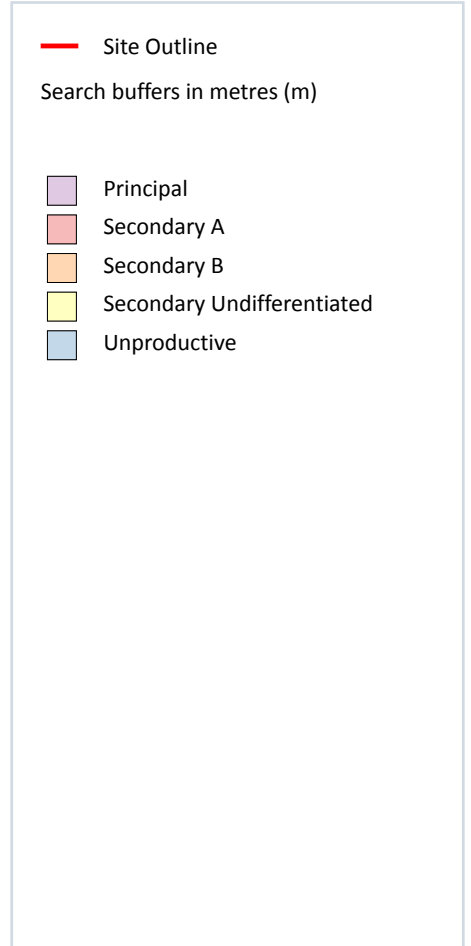 Site Outline
Search buffers in metres (m)
Principal
Secondary A
Secondary B
Secondary Undifferentiated
Unproductive